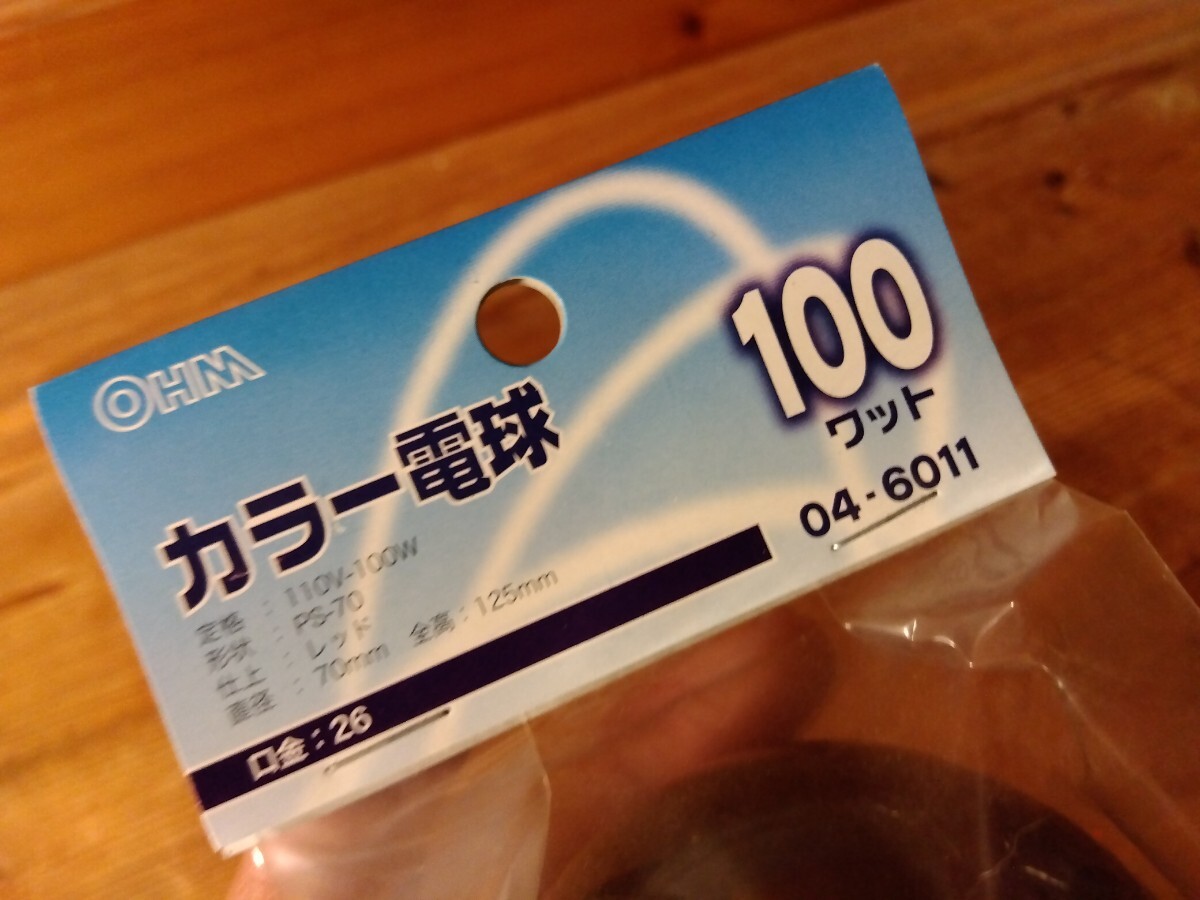 OHM
カラー電球
100
ワット
04-6011
定格：110V-100W
形状：PS-70
仕上：レッド
直径：70mm 全高：125mm
口金：26